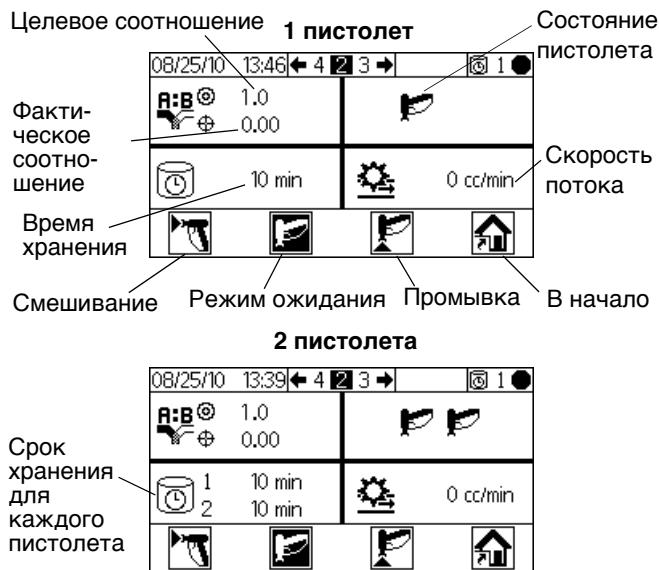 Целевое соотношение
1 пистолет
Состояние
пистолета
08/25/10 13:46 4 2 3 1
A:B 1.0
0.00
Факти-
ческое
соотно-
шение
10 min
0 cc/min
Скорость
потока
Время
хранения
Смешивание
Режим ожидания
Промывка
В начало
2 пистолета
08/25/10 13:39 4 2 3 1
A:B 1.0
0.00
Срок
хранения
для
каждого
пистолета
1 10 min
2 10 min
0 cc/min